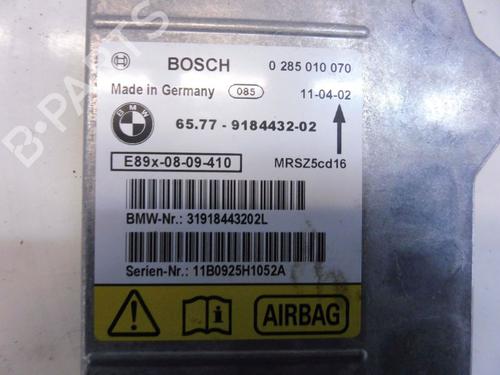 BOSCH 0 285 010 070
Made in Germany 085 11-04-02
BMW
65.77 - 9184432-02
E89x-08-09-410 MRSZ5cd16
BMW-Nr.: 31918443202L
Serien-Nr.: 11B0925H1052A
AIRBAG
B-PARTS